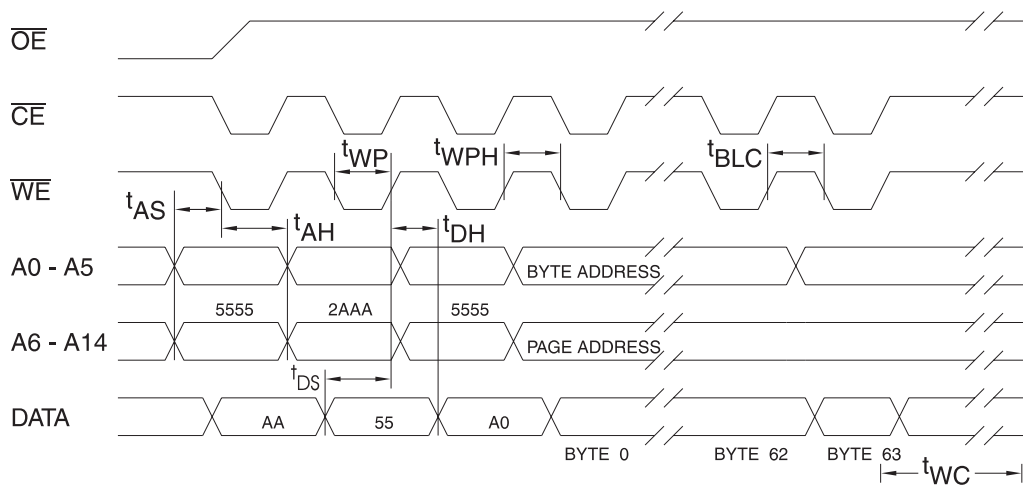 OE
CE
tWP tWPH tBLC
WE
tAS
tAH tDH
A0 - A5 BYTE ADDRESS
5555 2AAA 5555
A6 - A14 PAGE ADDRESS
tDS
DATA AA 55 A0
BYTE 0 BYTE 62 BYTE 63
tWC